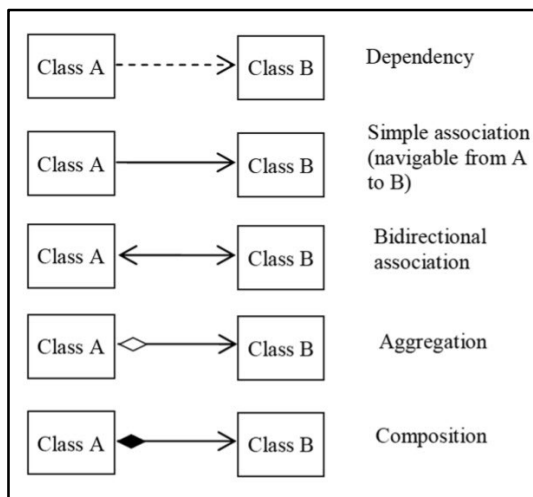 Class A Class B Dependency
Class A Class B Simple association
(navigable from A
to B)
Class A Class B Bidirectional
association
Class A Class B Aggregation
Class A Class B Composition